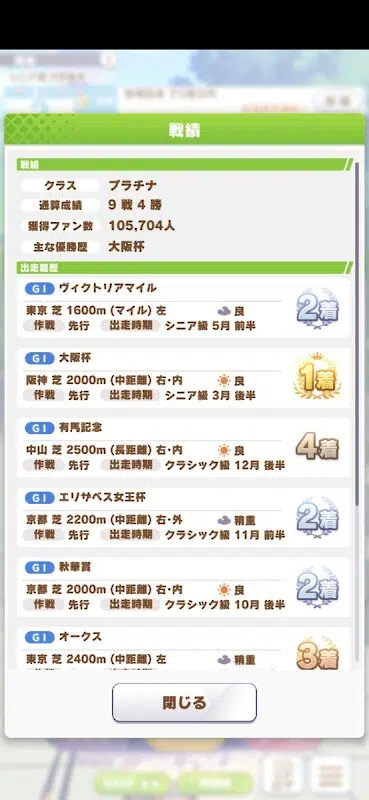 戦績
戦績
クラス プラチナ
通算成績 9 戦 4 勝
獲得ファン数 105,704人
主な優勝歴 大阪杯
出走履歴
GI ヴィクトリアマイル
東京 芝 1600m (マイル) 左 良
作戦 先行 出走時期 シニア級 5月 前半
2着
GI 大阪杯
阪神 芝 2000m (中距離) 右・内 良
作戦 先行 出走時期 シニア級 3月 後半
1着
GI 有馬記念
中山 芝 2500m (長距離) 右・内 良
作戦 先行 出走時期 クラシック級 12月 後半
4着
GI エリザベス女王杯
京都 芝 2200m (中距離) 右・外 稍重
作戦 先行 出走時期 クラシック級 11月 前半
2着
GI 秋華賞
京都 芝 2000m (中距離) 右・内 良
作戦 先行 出走時期 クラシック級 10月 後半
2着
GI オークス
東京 芝 2400m (中距離) 左 稍重
3着
閉じる